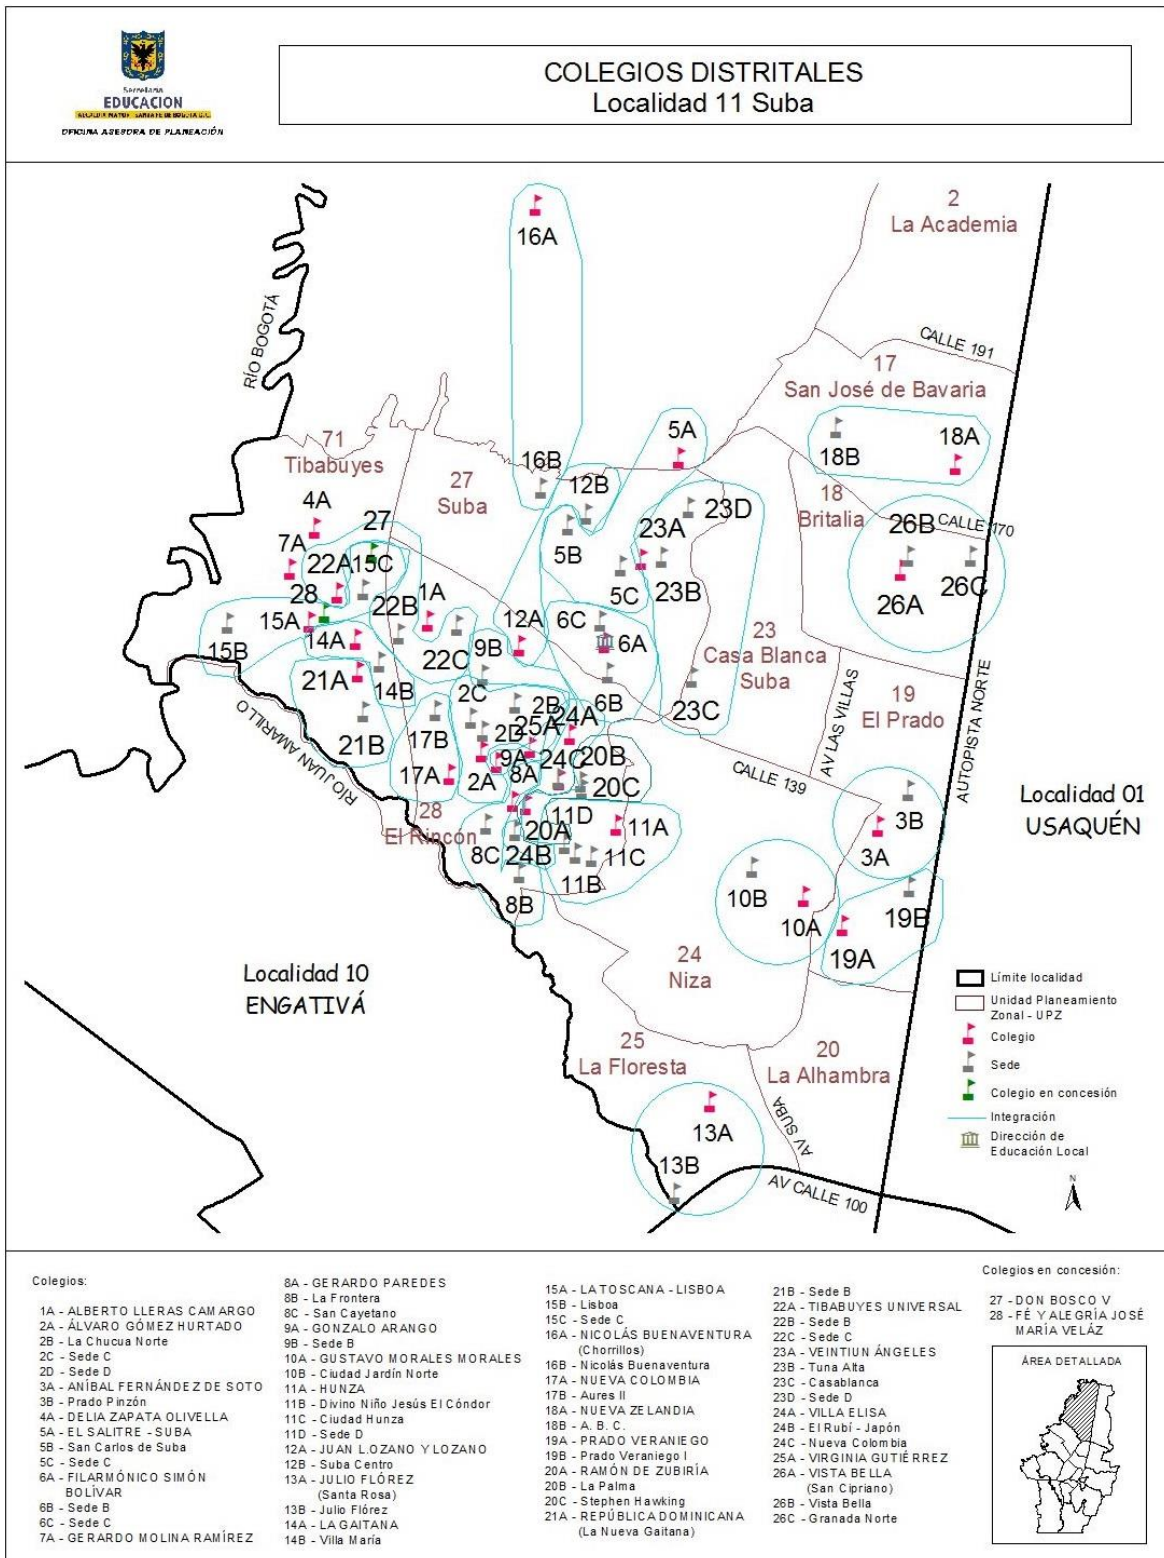 Secretaría
EDUCACION
ALCALDIA MAYOR SANTA FE DE BOGOTA D.C.
OFICINA ASESORA DE PLANEACIÓN
COLEGIOS DISTRITALES
Localidad 11 Suba
2
La Academia
16A
RÍO BOGOTÁ
CALLE 191
17
San José de Bavaria
5A
18A
18B
71
Tibabuyes
16B
27
Suba
12B
18
Britalia
4A
27
23A
23D
26B
CALLE 170
7A
22A
15C
5B
28
1A
5C
23B
26A
26C
15A
22B
12A
6C
15B
14A
22C
9B
6A
23
Casa Blanca
Suba
21A
14B
2C
2B
6B
23C
AV LAS VILLAS
19
El Prado
AUTOPISTA NORTE
RÍO JUAN AMARILLO
21B
17B
2D
25A
24A
9A
24C
20B
CALLE 139
17A
2A
8A
20C
Localidad 01
USAQUÉN
28
El Rincón
11D
11A
3B
20A
3A
8C
24B
11C
11B
8B
10B
10A
19B
19A
Localidad 10
ENGATIVÁ
24
Niza
Límite localidad
Unidad Planeamiento
Zonal - UPZ
Colegio
Sede
Colegio en concesión
Integración
Dirección de
Educación Local
25
La Floresta
20
La Alhambra
AV SUBA
13A
13B
AV CALLE 100
N
Colegios:
1A - ALBERTO LLERAS CAMARGO
2A - ÁLVARO GÓMEZ HURTADO
2B - La Chucua Norte
2C - Sede C
2D - Sede D
3A - ANÍBAL FERNÁNDEZ DE SOTO
3B - Prado Pinzón
4A - DELIA ZAPATA OLIVELLA
5A - EL SALITRE - SUBA
5B - San Carlos de Suba
5C - Sede C
6A - FILARMÓNICO SIMÓN
BOLÍVAR
6B - Sede B
6C - Sede C
7A - GERARDO MOLINA RAMÍREZ
8A - GERARDO PAREDES
8B - La Frontera
8C - San Cayetano
9A - GONZALO ARANGO
9B - Sede B
10A - GUSTAVO MORALES MORALES
10B - Ciudad Jardín Norte
11A - HUNZA
11B - Divino Niño Jesús El Cóndor
11C - Ciudad Hunza
11D - Sede D
12A - JUAN LOZANO Y LOZANO
12B - Suba Centro
13A - JULIO FLÓREZ
(Santa Rosa)
13B - Julio Flórez
14A - LA GAITANA
14B - Villa María
15A - LA TOSCANA - LISBOA
15B - Lisboa
15C - Sede C
16A - NICOLÁS BUENAVENTURA
(Chorrillos)
16B - Nicolás Buenaventura
17A - NUEVA COLOMBIA
17B - Aures II
18A - NUEVA ZELANDIA
18B - A. B. C.
19A - PRADO VERANIEGO
19B - Prado Veraniego I
20A - RAMÓN DE ZUBIRÍA
20B - La Palma
20C - Stephen Hawking
21A - REPÚBLICA DOMINICANA
(La Nueva Gaitana)
21B - Sede B
22A - TIBABUYES UNIVERSAL
22B - Sede B
22C - Sede C
23A - VEINTIUN ÁNGELES
23B - Tuna Alta
23C - Casablanca
23D - Sede D
24A - VILLA ELISA
24B - El Rubí - Japón
24C - Nueva Colombia
25A - VIRGINIA GUTIÉRREZ
26A - VISTA BELLA
(San Cipriano)
26B - Vista Bella
26C - Granada Norte
Colegios en concesión:
27 - DON BOSCO V
28 - FÉ Y ALEGRÍA JOSÉ
MARÍA VELÁZ
ÁREA DETALLADA